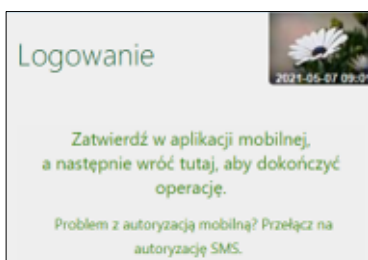 Logowanie
2021-05-07 09:0
Zatwierdź w aplikacji mobilnej,
a następnie wróć tutaj, aby dokończyć
operację.
Problem z autoryzacją mobilną? Przełącz na
autoryzację SMS.